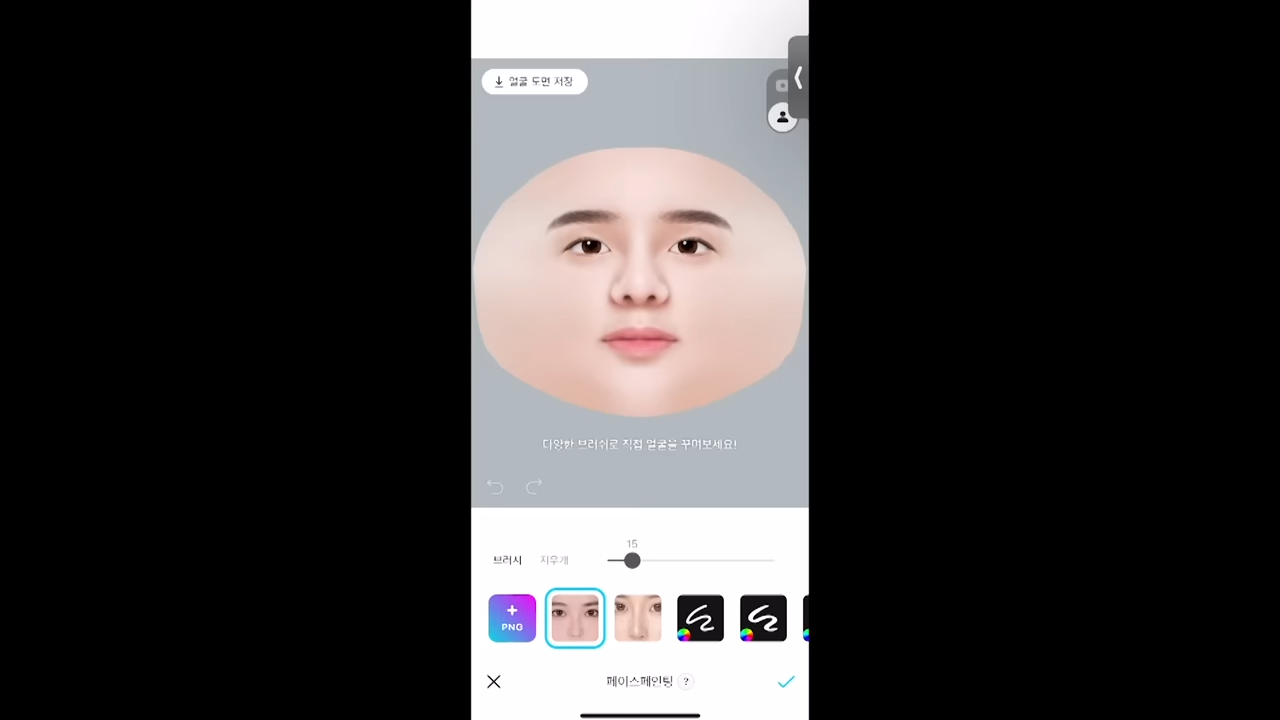 얼굴 도면 저장
다양한 브러쉬로 직접 얼굴을 꾸며보세요!
15
브러시 지우개
+
PNG
페이스페인팅 ?